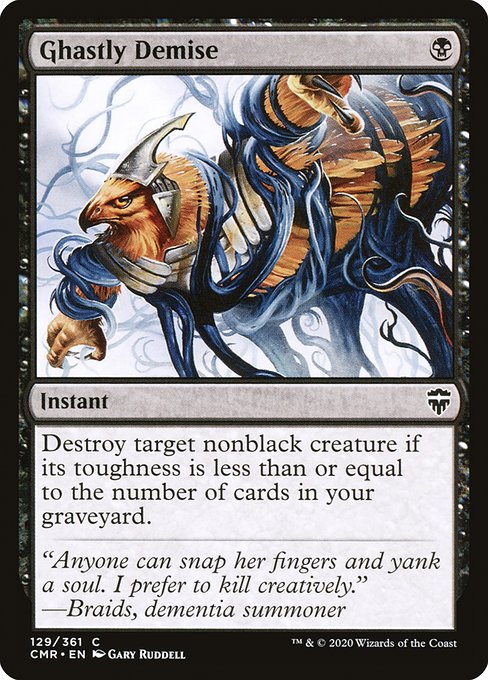 Ghastly Demise
Instant
Destroy target nonblack creature if
its toughness is less than or equal
to the number of cards in your
graveyard.
“Anyone can snap her fingers and yank
a soul. I prefer to kill creatively.”
—Braids, dementia summoner
129/361 C
CMR • EN Gary Ruddell
™ & © 2020 Wizards of the Coast